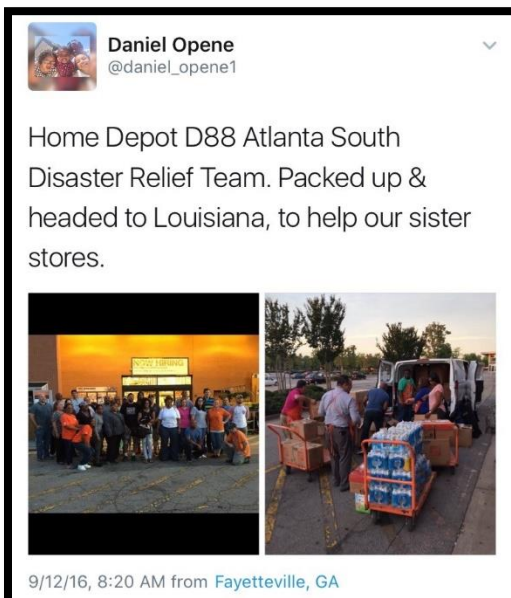 Daniel Opene
@daniel_opene1
Home Depot D88 Atlanta South
Disaster Relief Team. Packed up &
headed to Louisiana, to help our sister
stores.
NOW HIRING
9/12/16, 8:20 AM from Fayetteville, GA